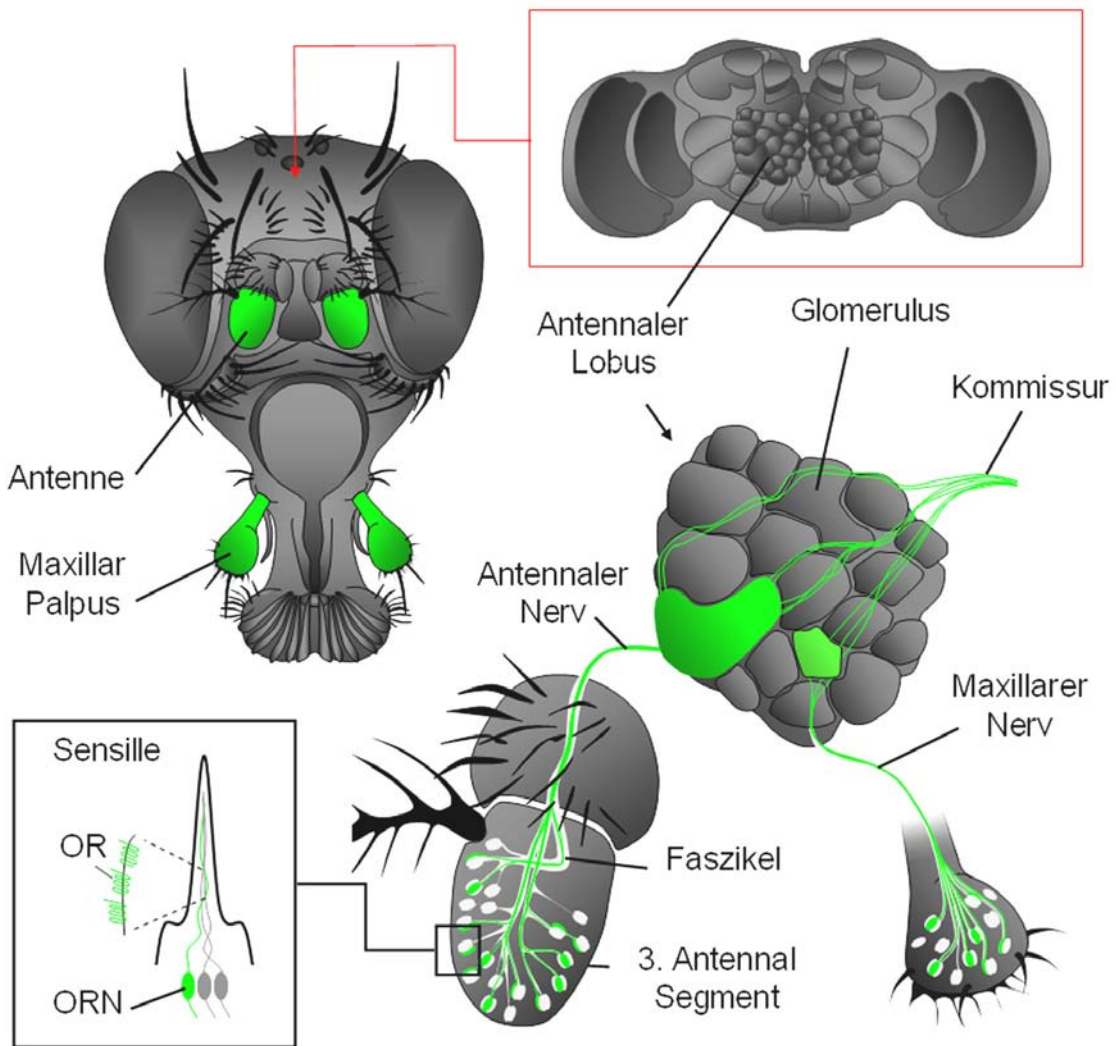 Antennaler
Lobus
Glomerulus
Kommissur
Antenne
Maxillar
Palpus
Antennaler
Nerv
Maxillarer
Nerv
Sensille
OR
ORN
Faszikel
3. Antennal
Segment